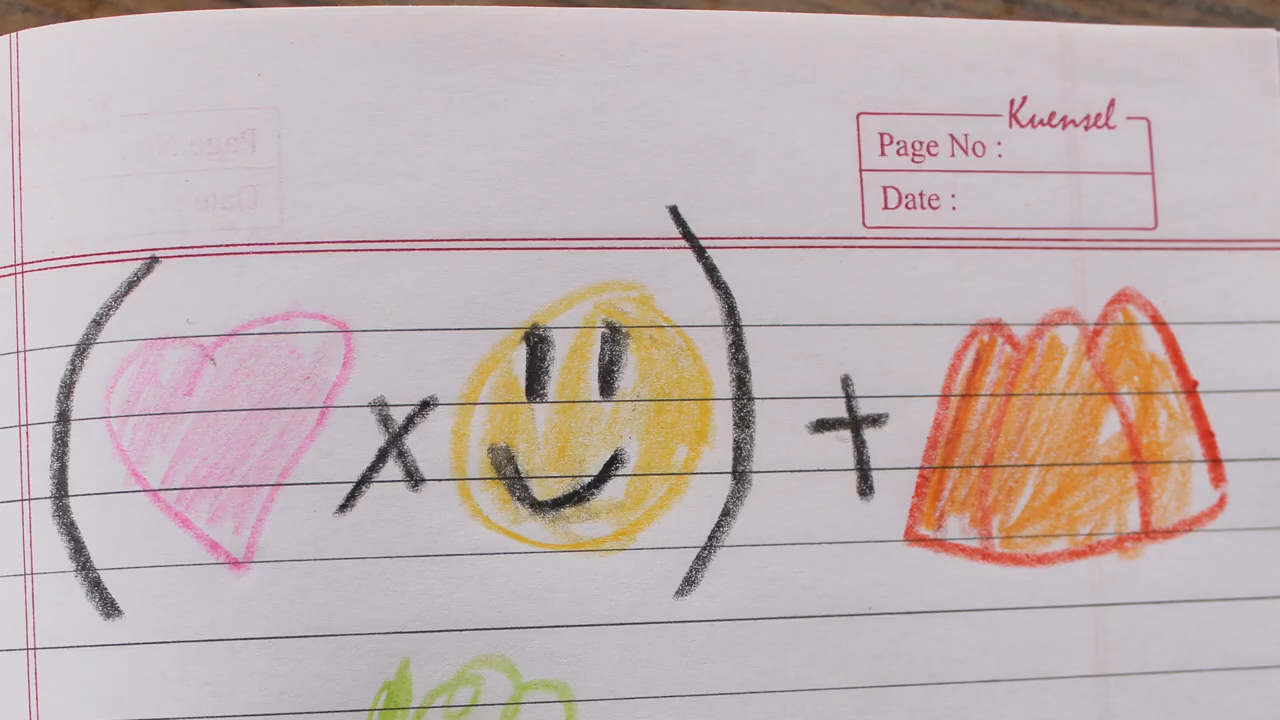 Kuensel
Page No :
Date :
( x ) +